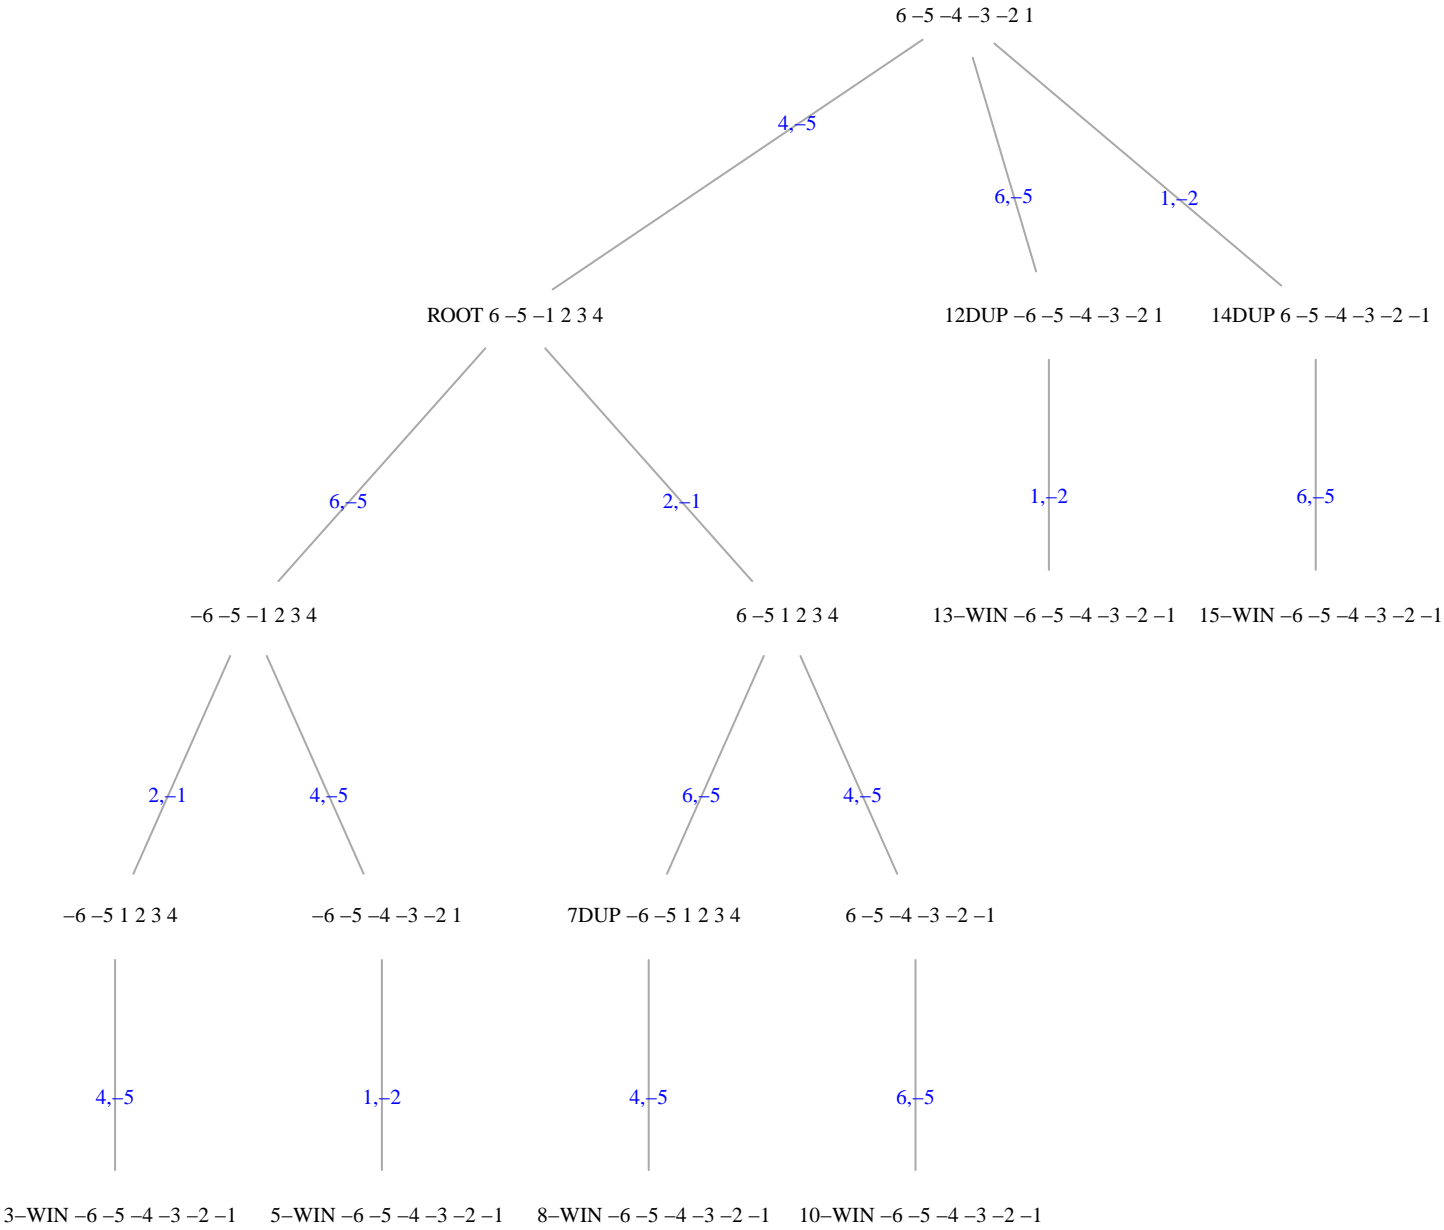 6 –5 –4 –3 –2 1
4,–5
6,–5
1,–2
ROOT 6 –5 –1 2 3 4
12DUP –6 –5 –4 –3 –2 1
14DUP 6 –5 –4 –3 –2 –1
6,–5
2,–1
1,–2
6,–5
–6 –5 –1 2 3 4
6 –5 1 2 3 4
13–WIN –6 –5 –4 –3 –2 –1
15–WIN –6 –5 –4 –3 –2 –1
2,–1
4,–5
6,–5
4,–5
–6 –5 1 2 3 4
–6 –5 –4 –3 –2 1
7DUP –6 –5 1 2 3 4
6 –5 –4 –3 –2 –1
4,–5
1,–2
4,–5
6,–5
3–WIN –6 –5 –4 –3 –2 –1
5–WIN –6 –5 –4 –3 –2 –1
8–WIN –6 –5 –4 –3 –2 –1
10–WIN –6 –5 –4 –3 –2 –1